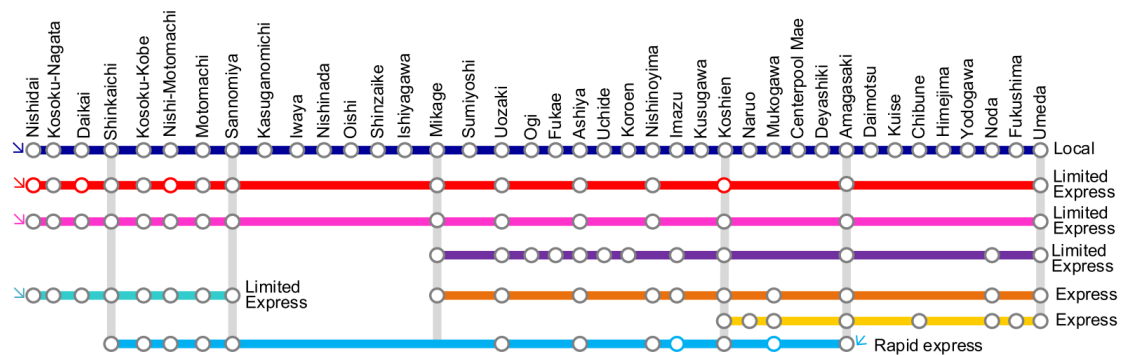 Nishidai
Kosoku-Nagata
Daikai
Shinkaichi
Kosoku-Kobe
Nishi-Motomachi
Motomachi
Sannomiya
Kasuganomichi
Iwaya
Nishinada
Oishi
Shinzaike
Ishiyagawa
Mikage
Sumiyoshi
Uozaki
Ogi
Fukae
Ashiya
Uchide
Koroen
Nishinoyima
Imazu
Kusugawa
Koshien
Naruo
Mukogawa
Centerpool Mae
Deyashiki
Amagaasaki
Daimotsu
Kuise
Chibune
Himejima
Yodogawa
Noda
Fukushima
Umeda
Local
Limited
Express
Limited
Express
Limited
Express
Limited
Express
Express
Express
Rapid express